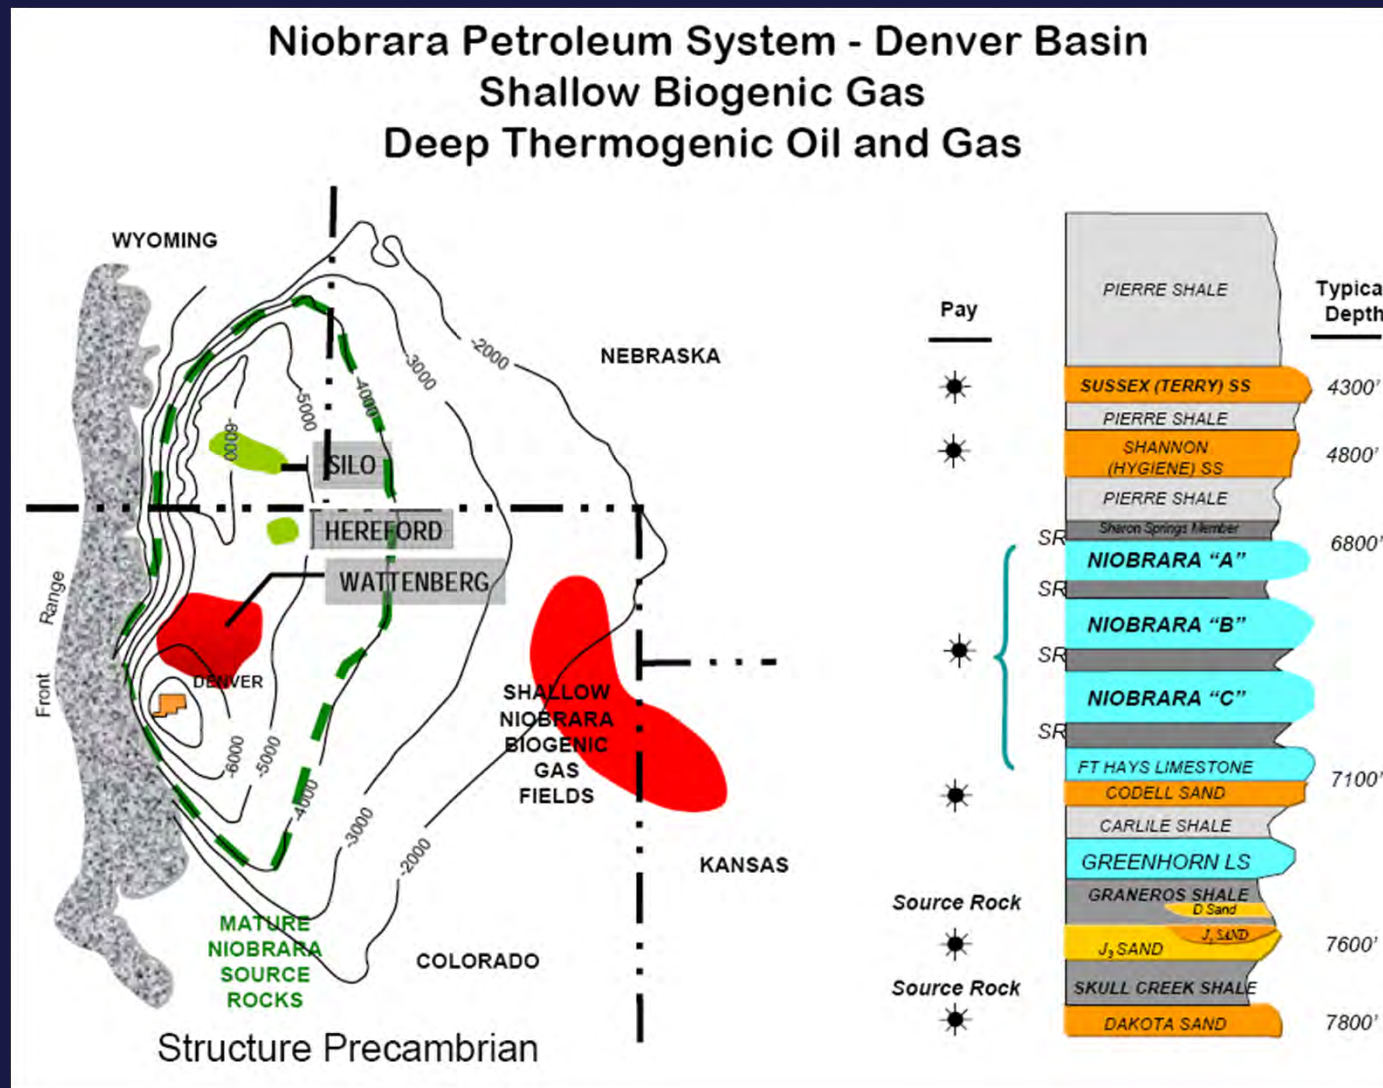 Niobrara Petroleum System - Denver Basin
Shallow Biogenic Gas
Deep Thermogenic Oil and Gas
WYOMING
NEBRASKA
-2000
-3000
-4000
-5000
-6000
SILO
HEREFORD
WATTENBERG
Front Range
DENVER
SHALLOW
NIOBRARA
BIOGENIC
GAS
FIELDS
-6000
-5000
-4000
-3000
-2000
KANSAS
COLORADO
MATURE
NIOBRARA
SOURCE
ROCKS
Structure Precambrian
Pay
Typica
Depth
PIERRE SHALE
SUSSEX (TERRY) SS
4300'
PIERRE SHALE
SHANNON
(HYGIENE) SS
4800'
PIERRE SHALE
Sharon Springs Member
SR
6800'
NIOBRARA "A"
SR
NIOBRARA "B"
SR
NIOBRARA "C"
SR
FT HAYS LIMESTONE
7100'
CODELL SAND
CARLILE SHALE
GREENHORN LS
GRANEROS SHALE
Source Rock
D Sand
J₁ SAND
J₃ SAND
7600'
Source Rock
SKULL CREEK SHALE
DAKOTA SAND
7800'